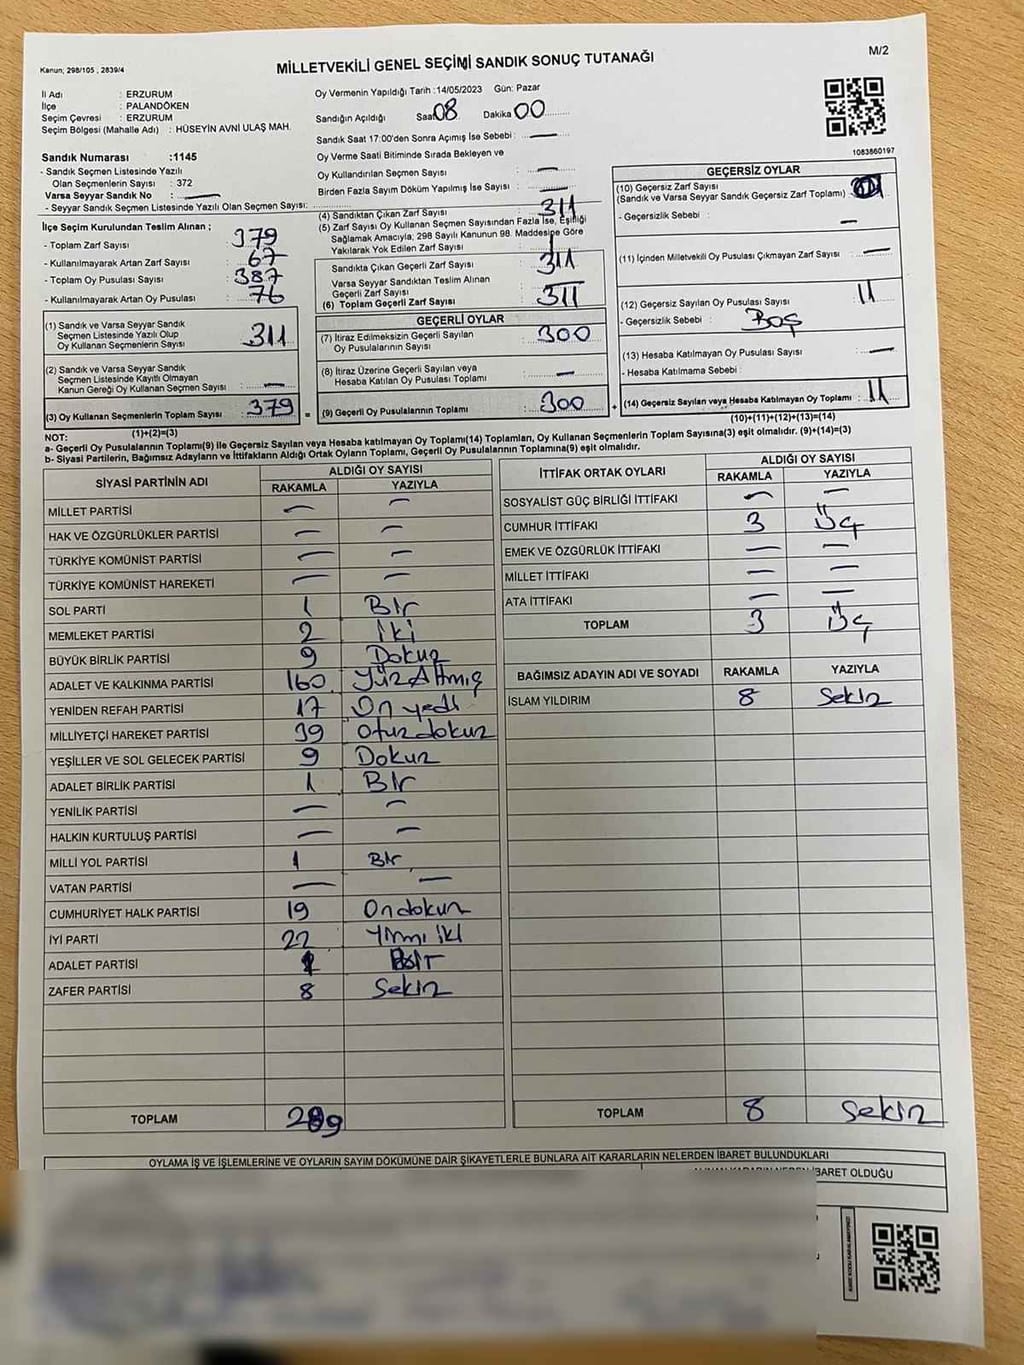 Kanun; 298/105 , 2839/4
MİLLETVEKİLİ GENEL SEÇİMİ SANDIK SONUÇ TUTANAĞI
M/2
İl Adı : ERZURUM
İlçe : PALANDÖKEN
Seçim Çevresi : ERZURUM
Seçim Bölgesi (Mahalle Adı) : HÜSEYİN AVNİ ULAŞ MAH.
Sandık Numarası :1145
- Sandık Seçmen Listesinde Yazılı
Olan Seçmenlerin Sayısı : 372
Varsa Seyyar Sandık No : —
- Seyyar Sandık Seçmen Listesinde Yazılı Olan Seçmen Sayısı:
İlçe Seçim Kurulundan Teslim Alınan ;
- Toplam Zarf Sayısı : 379
- Kullanılmayarak Artan Zarf Sayısı : 67
- Toplam Oy Pusulası Sayısı : 387
- Kullanılmayarak Artan Oy Pusulası : 76
(1) Sandık ve Varsa Seyyar Sandık
Seçmen Listesinde Yazılı Olup
Oy Kullanan Seçmenlerin Sayısı : 311
(2) Sandık ve Varsa Seyyar Sandık
Seçmen Listesinde Kayıtlı Olmayan
Kanun Gereği Oy Kullanan Seçmen Sayısı : —
(3) Oy Kullanan Seçmenlerin Toplam Sayısı : 379
(1)+(2)=(3)
Oy Vermenin Yapıldığı Tarih :14/05/2023 Gün: Pazar
Sandığın Açıldığı Saat 08 Dakika 00
Sandık Saat 17:00'den Sonra Açımış İse Sebebi : —
Oy Verme Saati Bitiminde Sırada Bekleyen ve
Oy Kullandırılan Seçmen Sayısı : —
Birden Fazla Sayım Döküm Yapılmış İse Sayısı : —
(4) Sandıktan Çıkan Zarf Sayısı : 311
(5) Zarf Sayısı Oy Kullanan Seçmen Sayısından Fazla İse, Eşitliği
Sağlamak Amacıyla, 298 Sayılı Kanunun 98. Maddesine Göre
Yakılarak Yok Edilen Zarf Sayısı :
Sandıkta Çıkan Geçerli Zarf Sayısı : 311
Varsa Seyyar Sandıktan Teslim Alınan
Geçerli Zarf Sayısı : —
(6) Toplam Geçerli Zarf Sayısı : 311
GEÇERLİ OYLAR
(7) İtiraz Edilmeksizin Geçerli Sayılan
Oy Pusulalarının Sayısı : 300
(8) İtiraz Üzerine Geçerli Sayılan veya
Hesaba Katılan Oy Pusulası Toplamı : —
= (9) Geçerli Oy Pusulalarının Toplamı : 300 +
1083860197
GEÇERSİZ OYLAR
(10) Geçersiz Zarf Sayısı
(Sandık ve Varsa Seyyar Sandık Geçersiz Zarf Toplamı) :
- Geçersizlik Sebebi : —
(11) İçinden Milletvekili Oy Pusulası Çıkmayan Zarf Sayısı : —
(12) Geçersiz Sayılan Oy Pusulası Sayısı : 11
- Geçersizlik Sebebi : Boş
(13) Hesaba Katılmayan Oy Pusulası Sayısı : —
- Hesaba Katılmama Sebebi :
(14) Geçersiz Sayılan veya Hesaba Katılmayan Oy Toplamı : 11
(10)+(11)+(12)+(13)=(14)
NOT:
a- Geçerli Oy Pusulalarının Toplamı(9) ile Geçersiz Sayılan veya Hesaba katılmayan Oy Toplamı(14) Toplamları, Oy Kullanan Seçmenlerin Toplam Sayısına(3) eşit olmalıdır. (9)+(14)=(3)
b- Siyasi Partilerin, Bağımsız Adayların ve İttifakların Aldığı Ortak Oyların Toplamı, Geçerli Oy Pusulalarının Toplamına(9) eşit olmalıdır.
SİYASİ PARTİNİN ADI ALDIĞI OY SAYISI
RAKAMLA YAZIYLA
MİLLET PARTİSİ — —
HAK VE ÖZGÜRLÜKLER PARTİSİ — —
TÜRKİYE KOMÜNİST PARTİSİ — —
TÜRKİYE KOMÜNİST HAREKETİ — —
SOL PARTİ 1 Bir
MEMLEKET PARTİSİ 2 iki
BÜYÜK BİRLİK PARTİSİ 9 Dokuz
ADALET VE KALKINMA PARTİSİ 160 YüzAltmış
YENİDEN REFAH PARTİSİ 17 On yedi
MİLLİYETÇİ HAREKET PARTİSİ 39 otuzdokuz
YEŞİLLER VE SOL GELECEK PARTİSİ 9 Dokuz
ADALET BİRLİK PARTİSİ 1 Bir
YENİLİK PARTİSİ — —
HALKIN KURTULUŞ PARTİSİ — —
MİLLİ YOL PARTİSİ 1 Bir
VATAN PARTİSİ — —
CUMHURİYET HALK PARTİSİ 19 Ondokuz
İYİ PARTİ 22 Yirmi iki
ADALET PARTİSİ 1 Bir
ZAFER PARTİSİ 8 Sekiz
TOPLAM 289
İTTİFAK ORTAK OYLARI ALDIĞI OY SAYISI
RAKAMLA YAZIYLA
SOSYALİST GÜÇ BİRLİĞİ İTTİFAKI — —
CUMHUR İTTİFAKI 3 Üç
EMEK VE ÖZGÜRLÜK İTTİFAKI — —
MİLLET İTTİFAKI — —
ATA İTTİFAKI — —
TOPLAM 3 Üç
BAĞIMSIZ ADAYIN ADI VE SOYADI RAKAMLA YAZIYLA
İSLAM YILDIRIM 8 Sekiz
TOPLAM 8 Sekiz
OYLAMA İŞ VE İŞLEMLERİNE VE OYLARIN SAYIM DÖKÜMÜNE DAİR ŞİKAYETLERLE BUNLARA AİT KARARLARIN NELERDEN İBARET BULUNDUKLARI
İBARET OLDUĞU